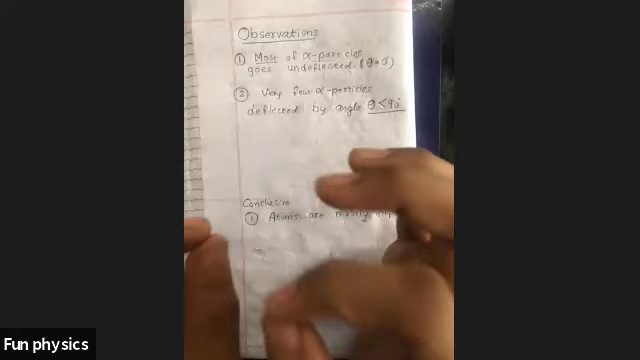 Observations
① Most of α-particles
goes undeflected. (θ=0°)
② Very few α-particles
deflected by angle θ<90°
Conclusion
① Atoms are mostly
Fun physics